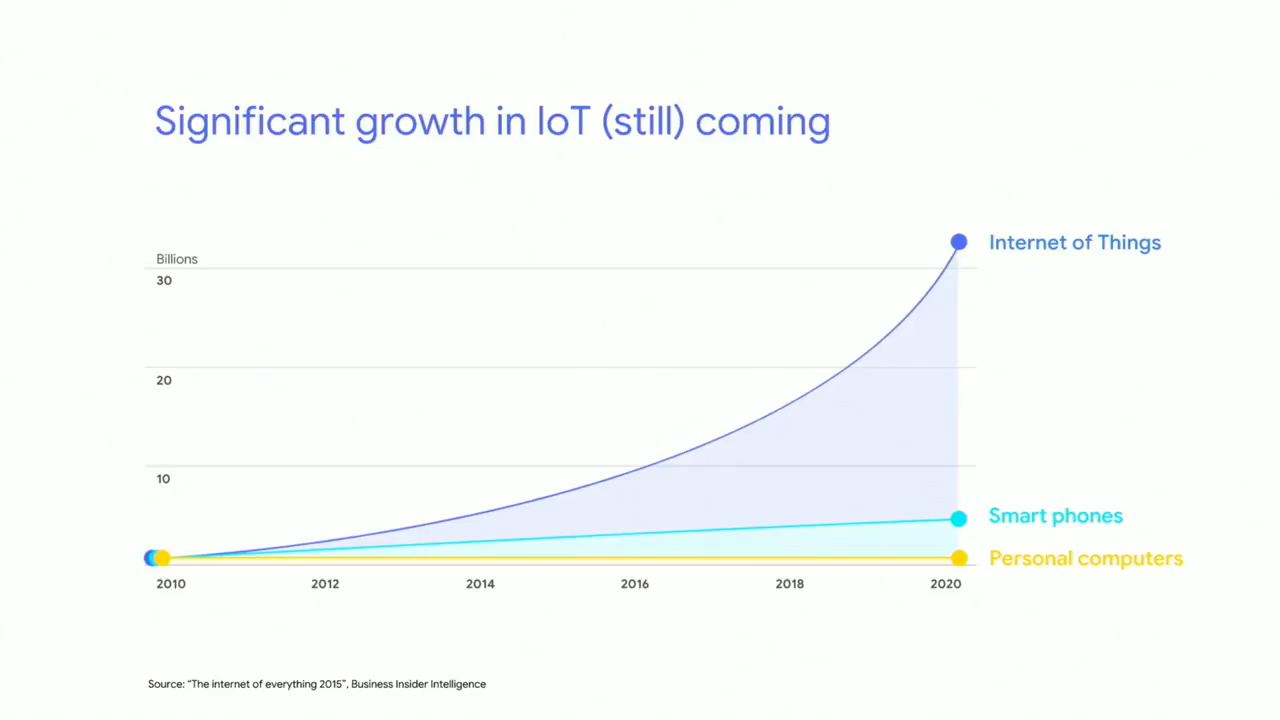 Significant growth in IoT (still) coming
Billions
30
20
10
Internet of Things
Smart phones
Personal computers
2010 2012 2014 2016 2018 2020
Source: “The internet of everything 2015”, Business Insider Intelligence